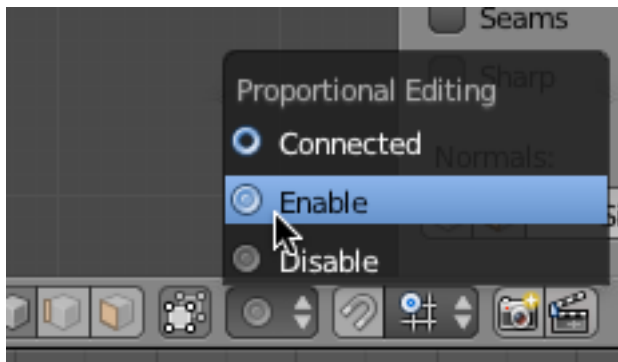 Seams
Sharp
Proportional Editing
Connected
Normals:
Enable
Disable